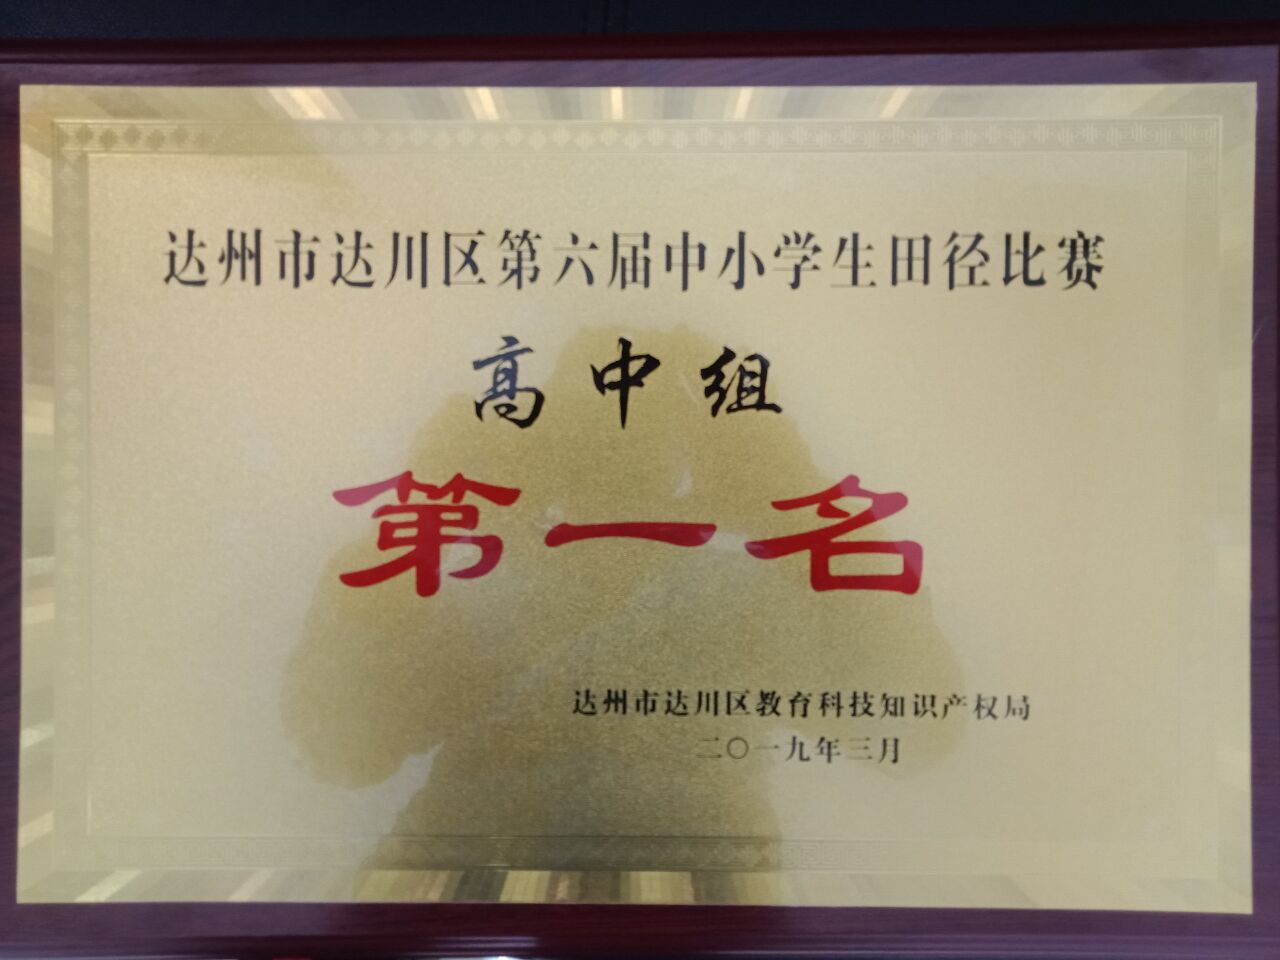 达州市达川区第六届中小学生田径比赛
高中组
第一名
达州市达川区教育科技知识产权局
二〇一九年三月